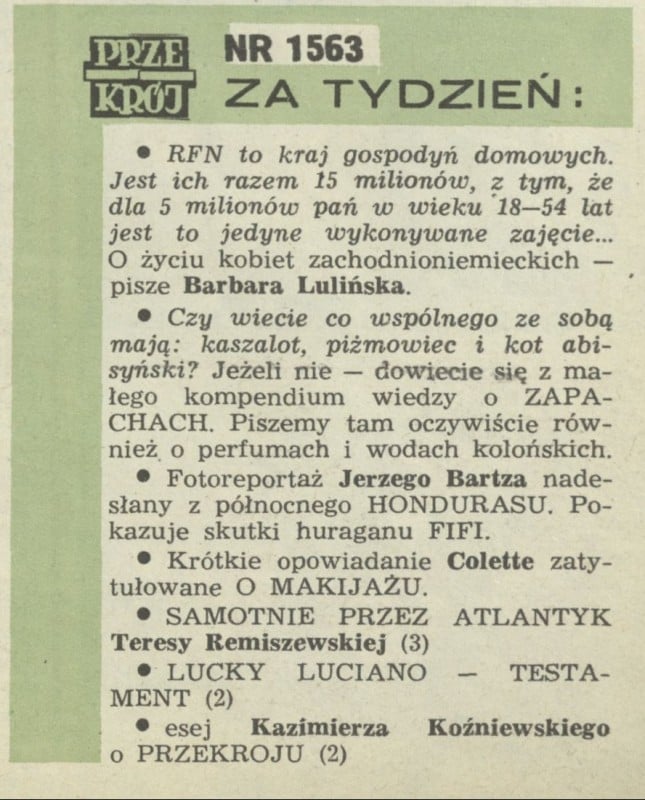 PRZE
KRÓJ
NR 1563
ZA TYDZIEŃ:
• RFN to kraj gospodyń domowych.
Jest ich razem 15 milionów, z tym, że
dla 5 milionów pań w wieku 18—54 lat
jest to jedyne wykonywane zajęcie...
O życiu kobiet zachodnioniemieckich —
pisze Barbara Lulińska.
• Czy wiecie co wspólnego ze sobą
mają: kaszalot, piżmowiec i kot abi-
syński? Jeżeli nie — dowiecie się z ma-
łego kompendium wiedzy o ZAPA-
CHACH. Piszemy tam oczywiście rów-
nież o perfumach i wodach kolońskich.
• Fotoreportaż Jerzego Bartza nade-
słany z północnego HONDURASU. Po-
kazuje skutki huraganu FIFI.
• Krótkie opowiadanie Colette zaty-
tułowane O MAKIJAŻU.
• SAMOTNIE PRZEZ ATLANTYK
Teresy Remiszewskiej (3)
• LUCKY LUCIANO — TESTA-
MENT (2)
• esej Kazimierza Koźniewskiego
o PRZEKROJU (2)